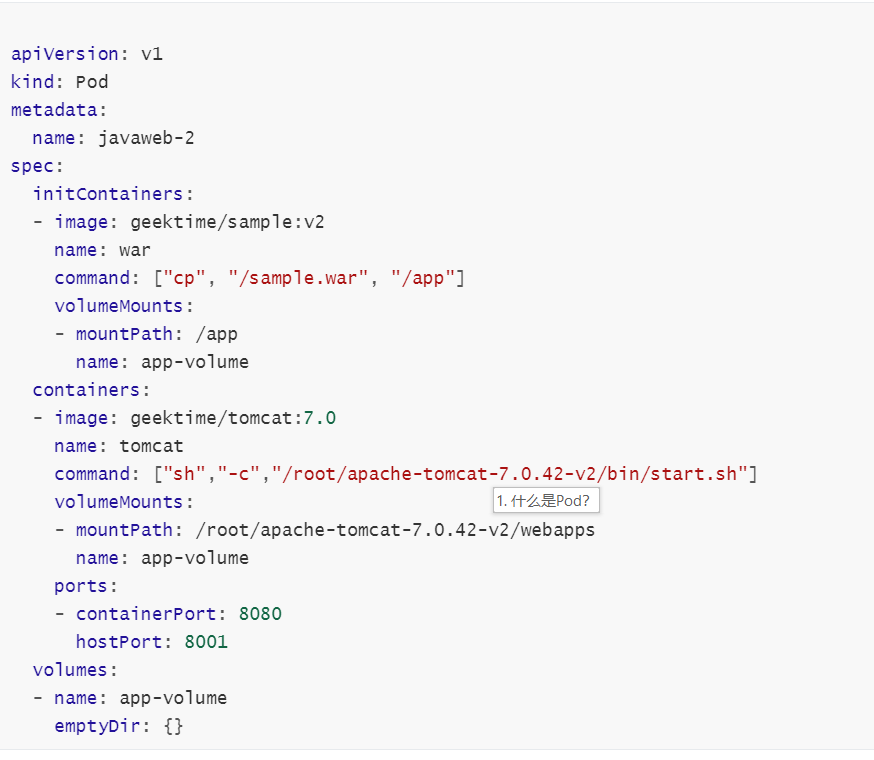 apiVersion: v1
kind: Pod
metadata:
  name: javaweb-2
spec:
  initContainers:
  - image: geektime/sample:v2
    name: war
    command: ["cp", "/sample.war", "/app"]
    volumeMounts:
    - mountPath: /app
      name: app-volume
  containers:
  - image: geektime/tomcat:7.0
    name: tomcat
    command: ["sh","-c","/root/apache-tomcat-7.0.42-v2/bin/start.sh"]
    volumeMounts:
1. 什么是Pod?
    - mountPath: /root/apache-tomcat-7.0.42-v2/webapps
      name: app-volume
    ports:
    - containerPort: 8080
      hostPort: 8001
  volumes:
  - name: app-volume
    emptyDir: {}